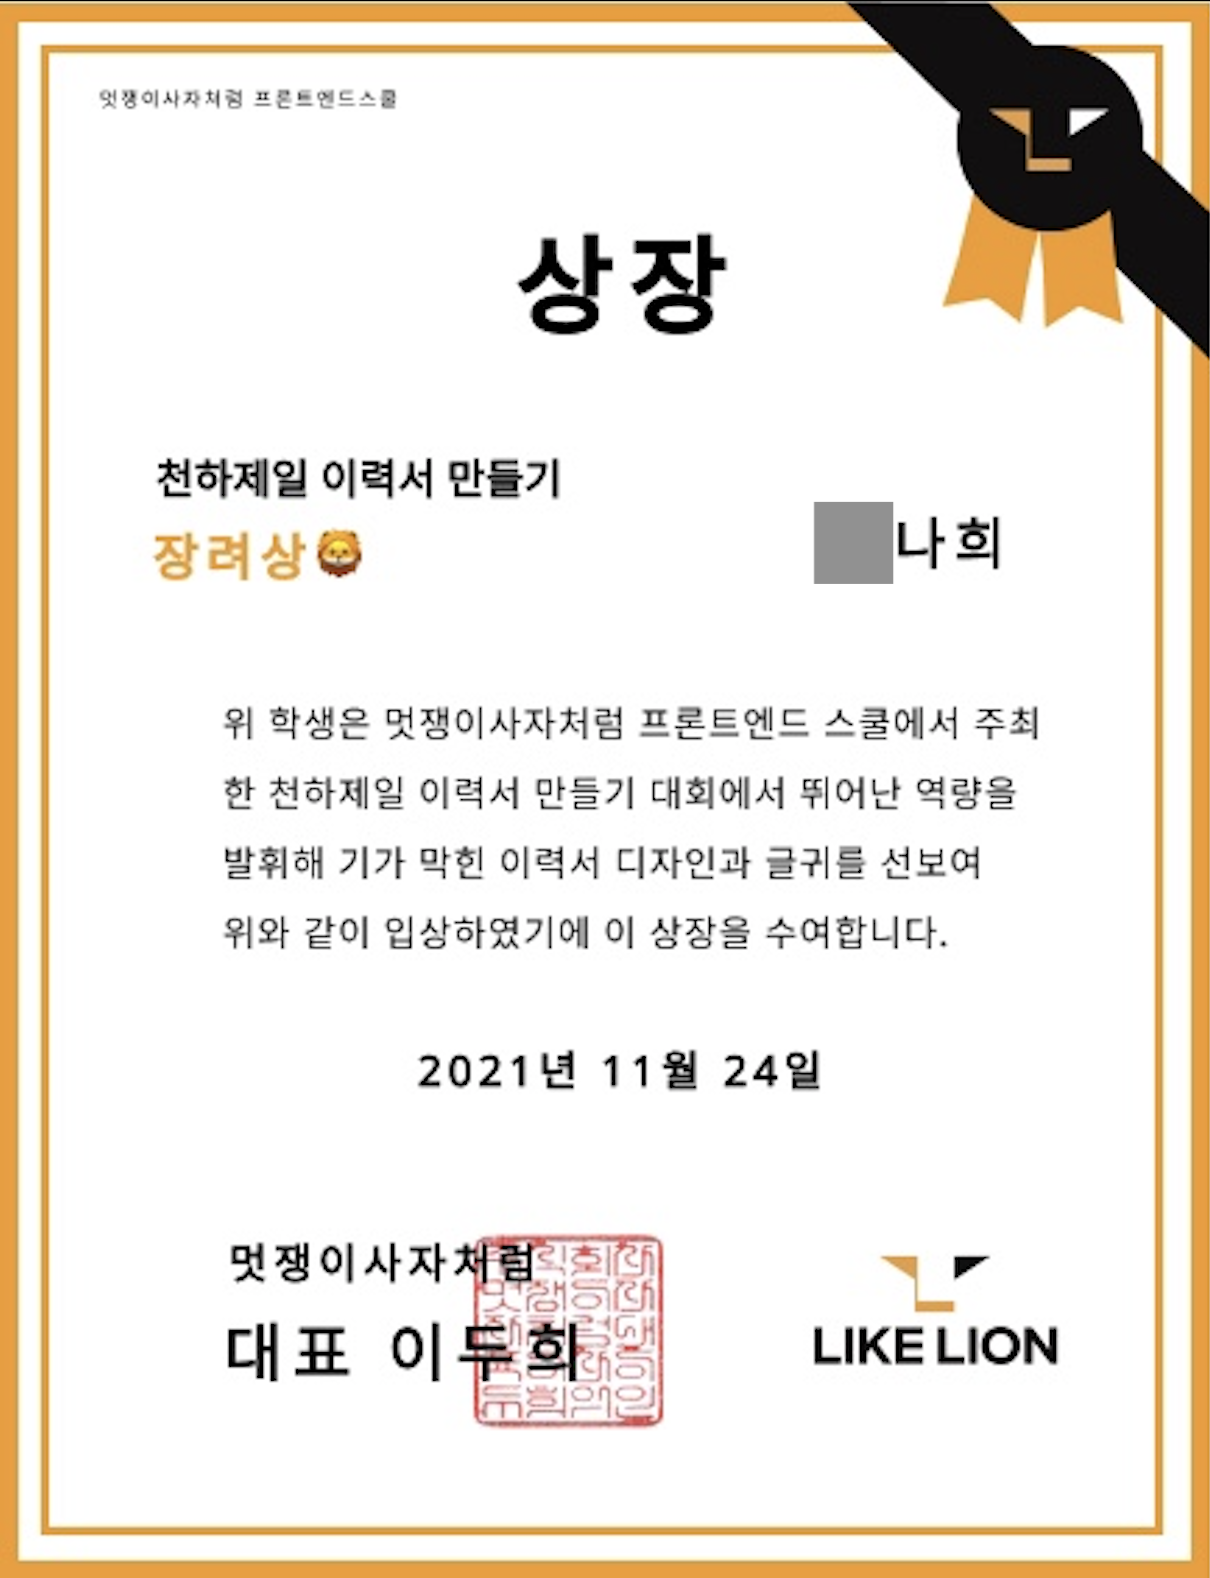 멋쟁이사자처럼 프론트엔드스쿨
상장
천하제일 이력서 만들기
장려상🦁
나희
위 학생은 멋쟁이사자처럼 프론트엔드 스쿨에서 주최
한 천하제일 이력서 만들기 대회에서 뛰어난 역량을
발휘해 기가 막힌 이력서 디자인과 글귀를 선보여
위와 같이 입상하였기에 이 상장을 수여합니다.
2021년 11월 24일
멋쟁이사자처럼
대표 이두희
LIKE LION